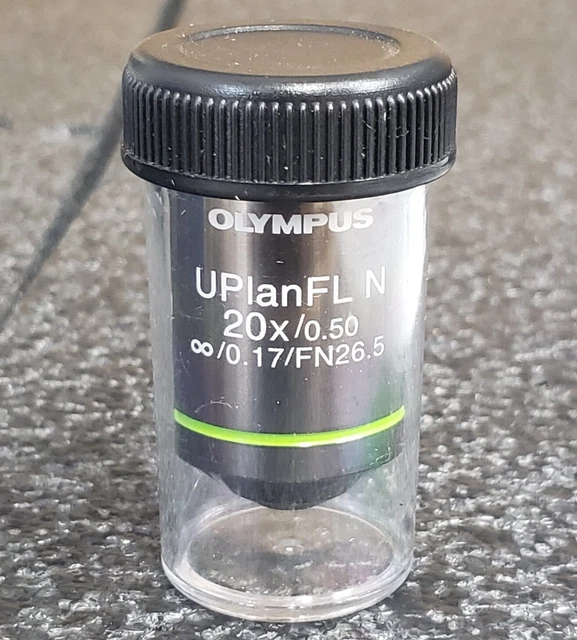 OLYMPUS
UPlanFL N
20x/0.50
∞/0.17/FN26.5